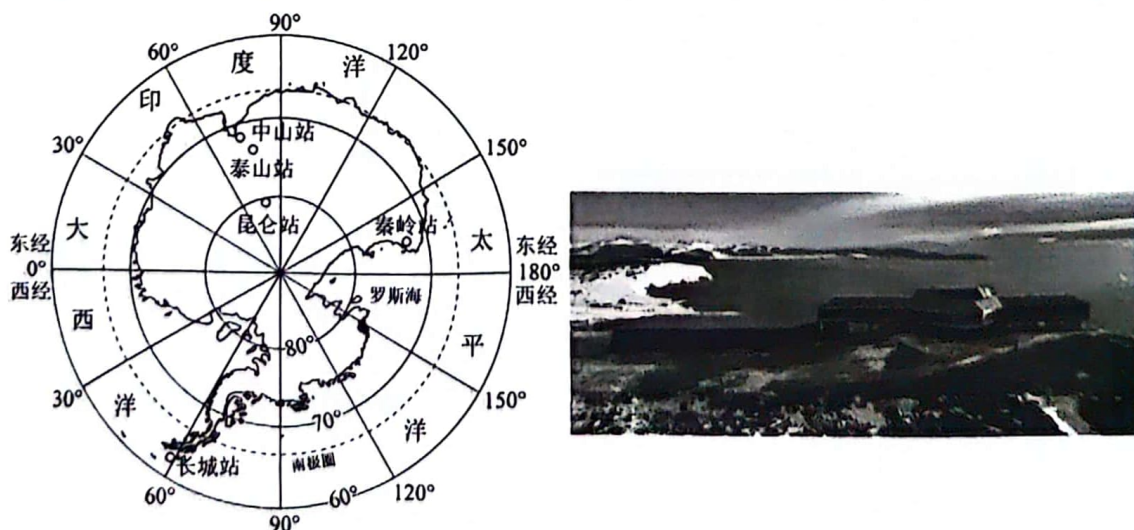 90°
60°
度
洋
120°
印
30°
中山站
150°
泰山站
大
昆仑站
秦岭站
太
东经
0°
西经
东经
180°
西经
罗斯海
西
80°
平
30°
洋
70°
洋
150°
长城站
南极圈
60°
60°
120°
90°